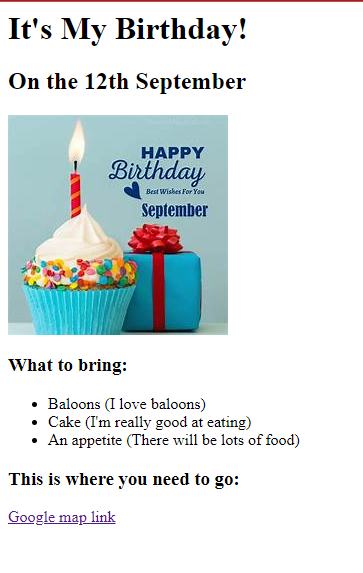 It's My Birthday!
On the 12th September
HAPPY
Birthday
Best Wishes For You
September
What to bring:
Baloons (I love baloons)
Cake (I'm really good at eating)
An appetite (There will be lots of food)
This is where you need to go:
Google map link